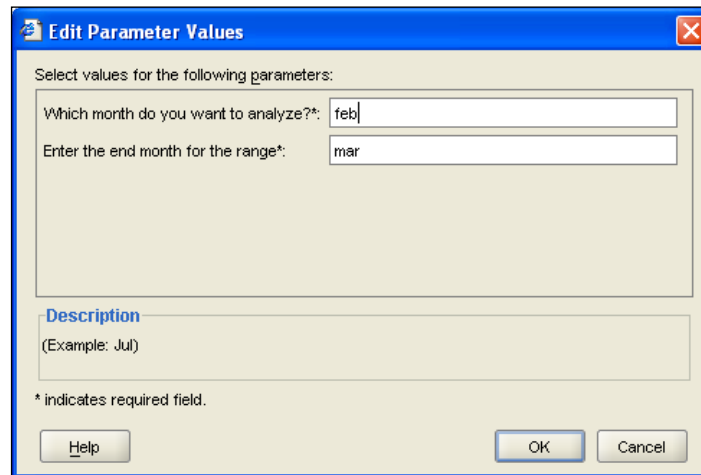 Edit Parameter Values
Select values for the following parameters:
Which month do you want to analyze?*: feb
Enter the end month for the range*: mar
Description
(Example: Jul)
* indicates required field.
Help OK Cancel